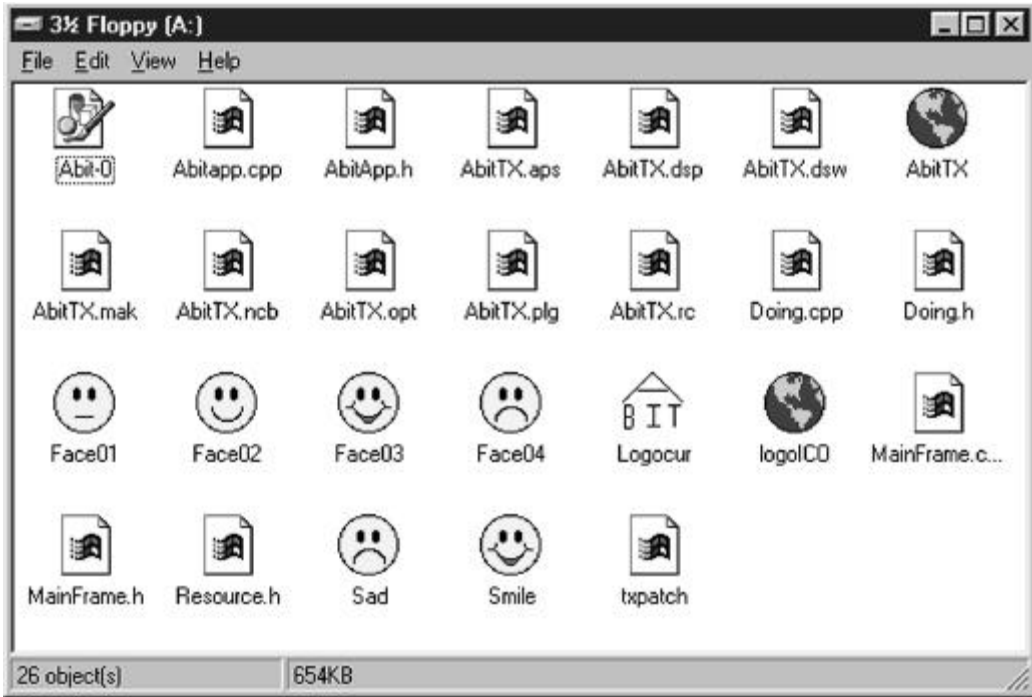 3½ Floppy (A:)
File Edit View Help
Abit-0 Abitapp.cpp AbitApp.h AbitTX.aps AbitTX.dsp AbitTX.dsw AbitTX
AbitTX.mak AbitTX.ncb AbitTX.opt AbitTX.plg AbitTX.rc Doing.cpp Doing.h
A
BIT
Face01 Face02 Face03 Face04 Logocur logoICO MainFrame.c...
MainFrame.h Resource.h Sad Smile txpatch
26 object(s) 654KB